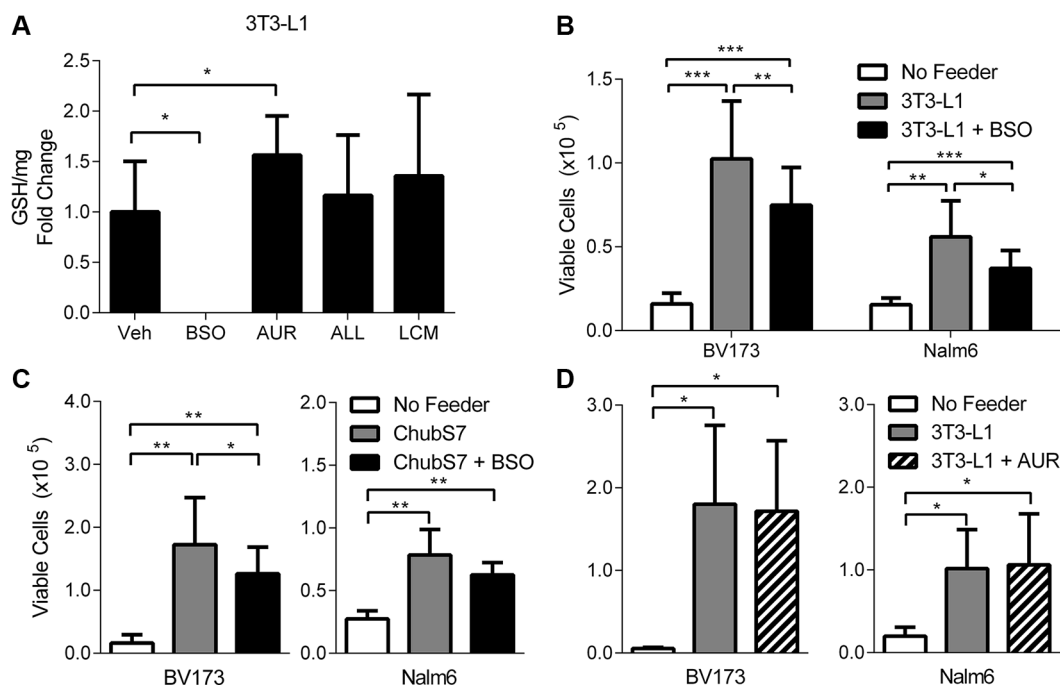 A
3T3-L1
GSH/mg
Fold Change
2.5
2.0
1.5
1.0
0.5
0.0
*
*
Veh BSO AUR ALL LCM
B
Viable Cells (x10 5)
1.5
1.0
0.5
0.0
***
*** **
***
** *
No Feeder
3T3-L1
3T3-L1 + BSO
BV173 Nalm6
C
Viable Cells (x10 5)
4.0
3.0
2.0
1.0
0.0
**
** *
BV173
2.0
1.5
1.0
0.5
0.0
No Feeder
ChubS7
ChubS7 + BSO
**
**
Nalm6
D
3.0
2.0
1.0
0.0
*
*
BV173
3.0
2.0
1.0
0.0
No Feeder
3T3-L1
3T3-L1 + AUR
*
*
Nalm6